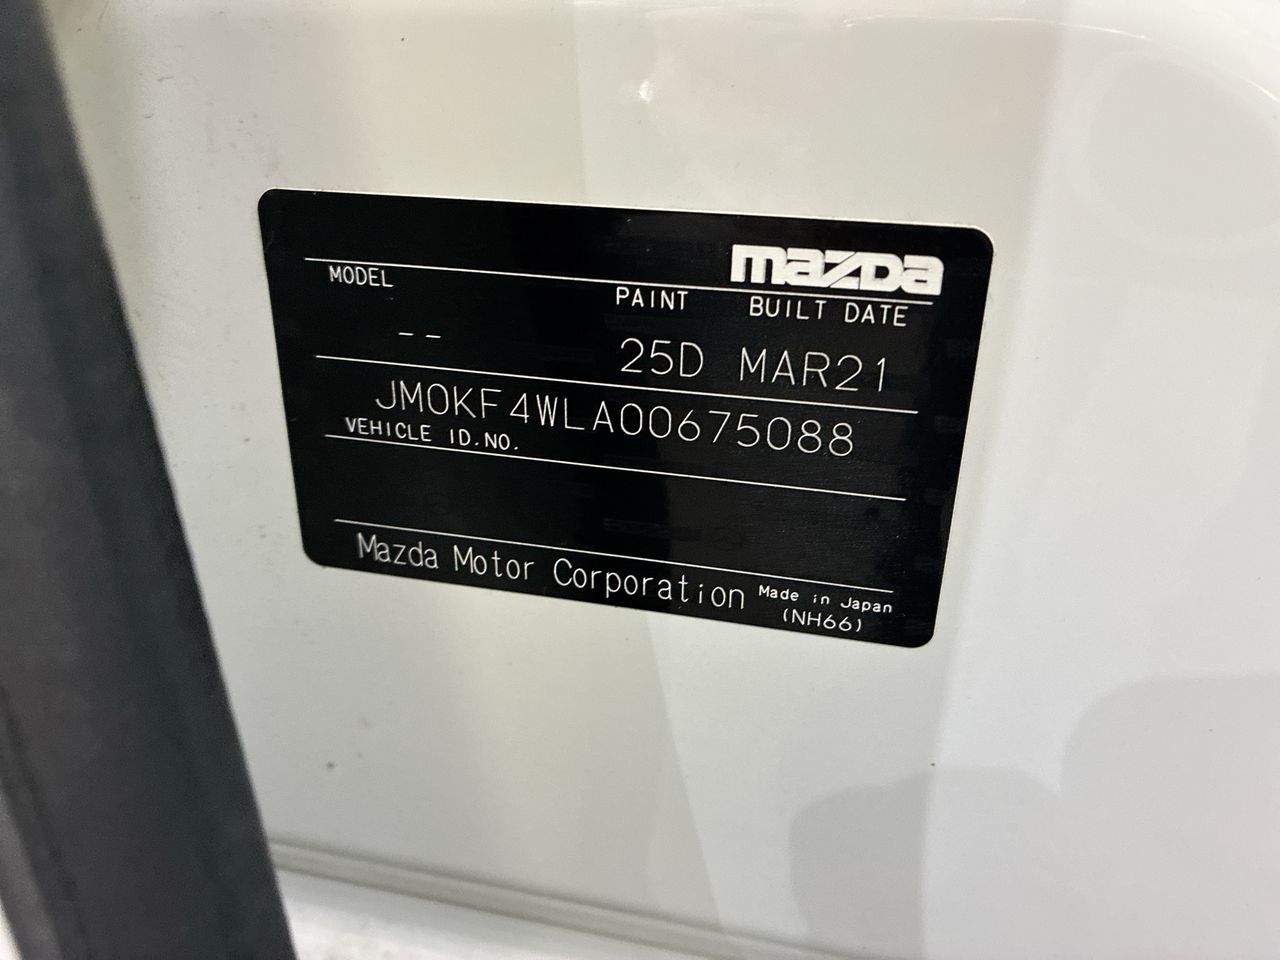 mazda
MODEL PAINT BUILT DATE
-- 25D MAR21
JM0KF4WLA00675088
VEHICLE ID.NO.
Mazda Motor Corporation Made in Japan
(NH66)